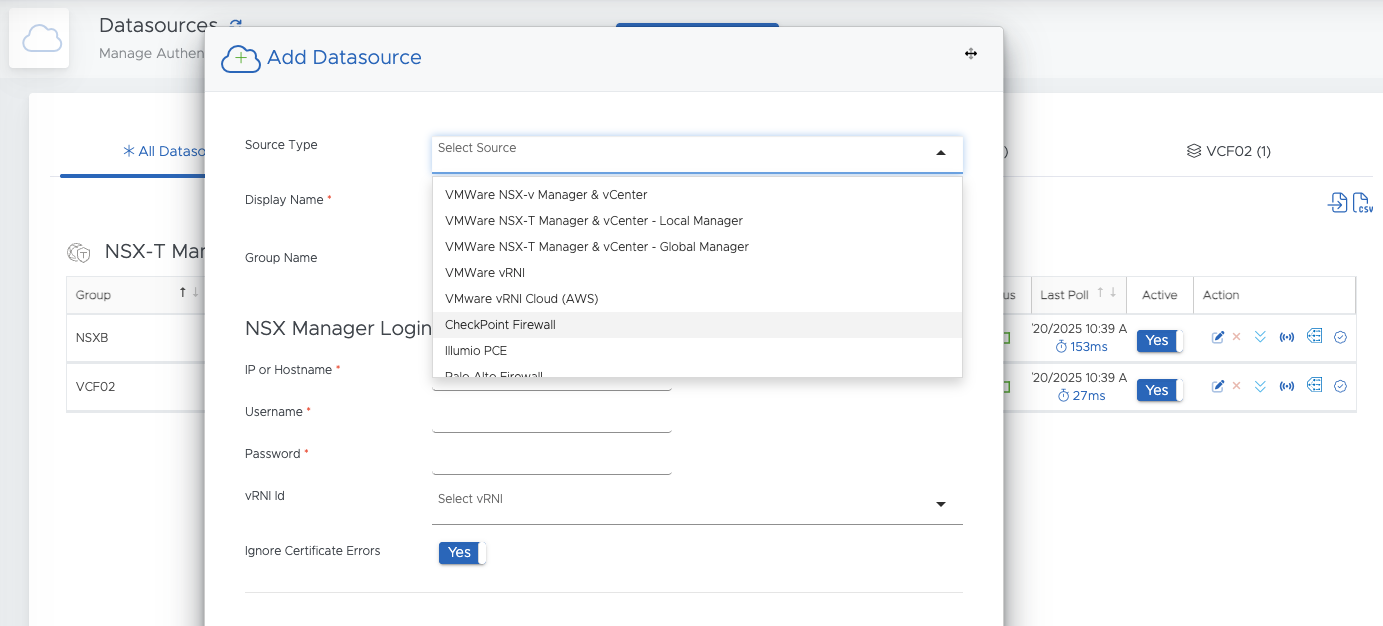 Datasources
Manage Authen
Add Datasource
All Dataso
)
VCF02 (1)
Source Type
Select Source
VMWare NSX-v Manager & vCenter
VMWare NSX-T Manager & vCenter - Local Manager
VMWare NSX-T Manager & vCenter - Global Manager
VMWare vRNI
VMware vRNI Cloud (AWS)
CheckPoint Firewall
Illumio PCE
Palo Alto Firewall
Display Name *
Group Name
CSV
NSX-T Mar
NSX Manager Login
IP or Hostname *
Username *
Password *
vRNI Id
Select vRNI
Ignore Certificate Errors
Yes
Group
us
Last Poll
Active
Action
NSXB
'20/2025 10:39 A
153ms
Yes
VCF02
'20/2025 10:39 A
27ms
Yes